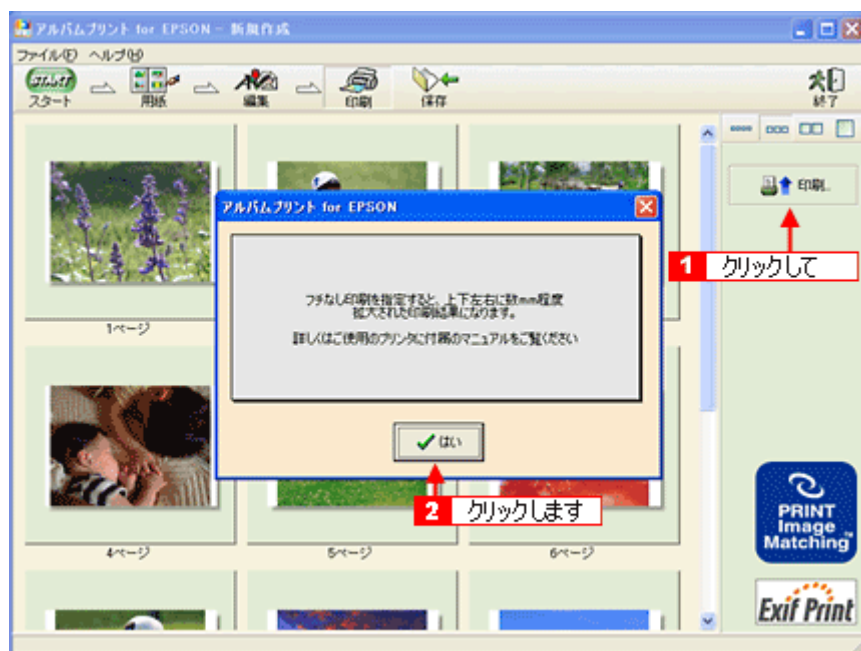 アルバムプリント for EPSON - 新規作成
ファイル(F) ヘルプ(H)
スタート
用紙
編集
印刷
保存
終了
印刷...
1 クリックして
アルバムプリント for EPSON
フチなし印刷を指定すると、上下左右に数mm程度
拡大された印刷結果になります。
詳しくはご使用のプリンタに付属のマニュアルをご覧ください
はい
2 クリックします
1ページ
4ページ
5ページ
6ページ
PRINT
Image
Matching
Exif Print